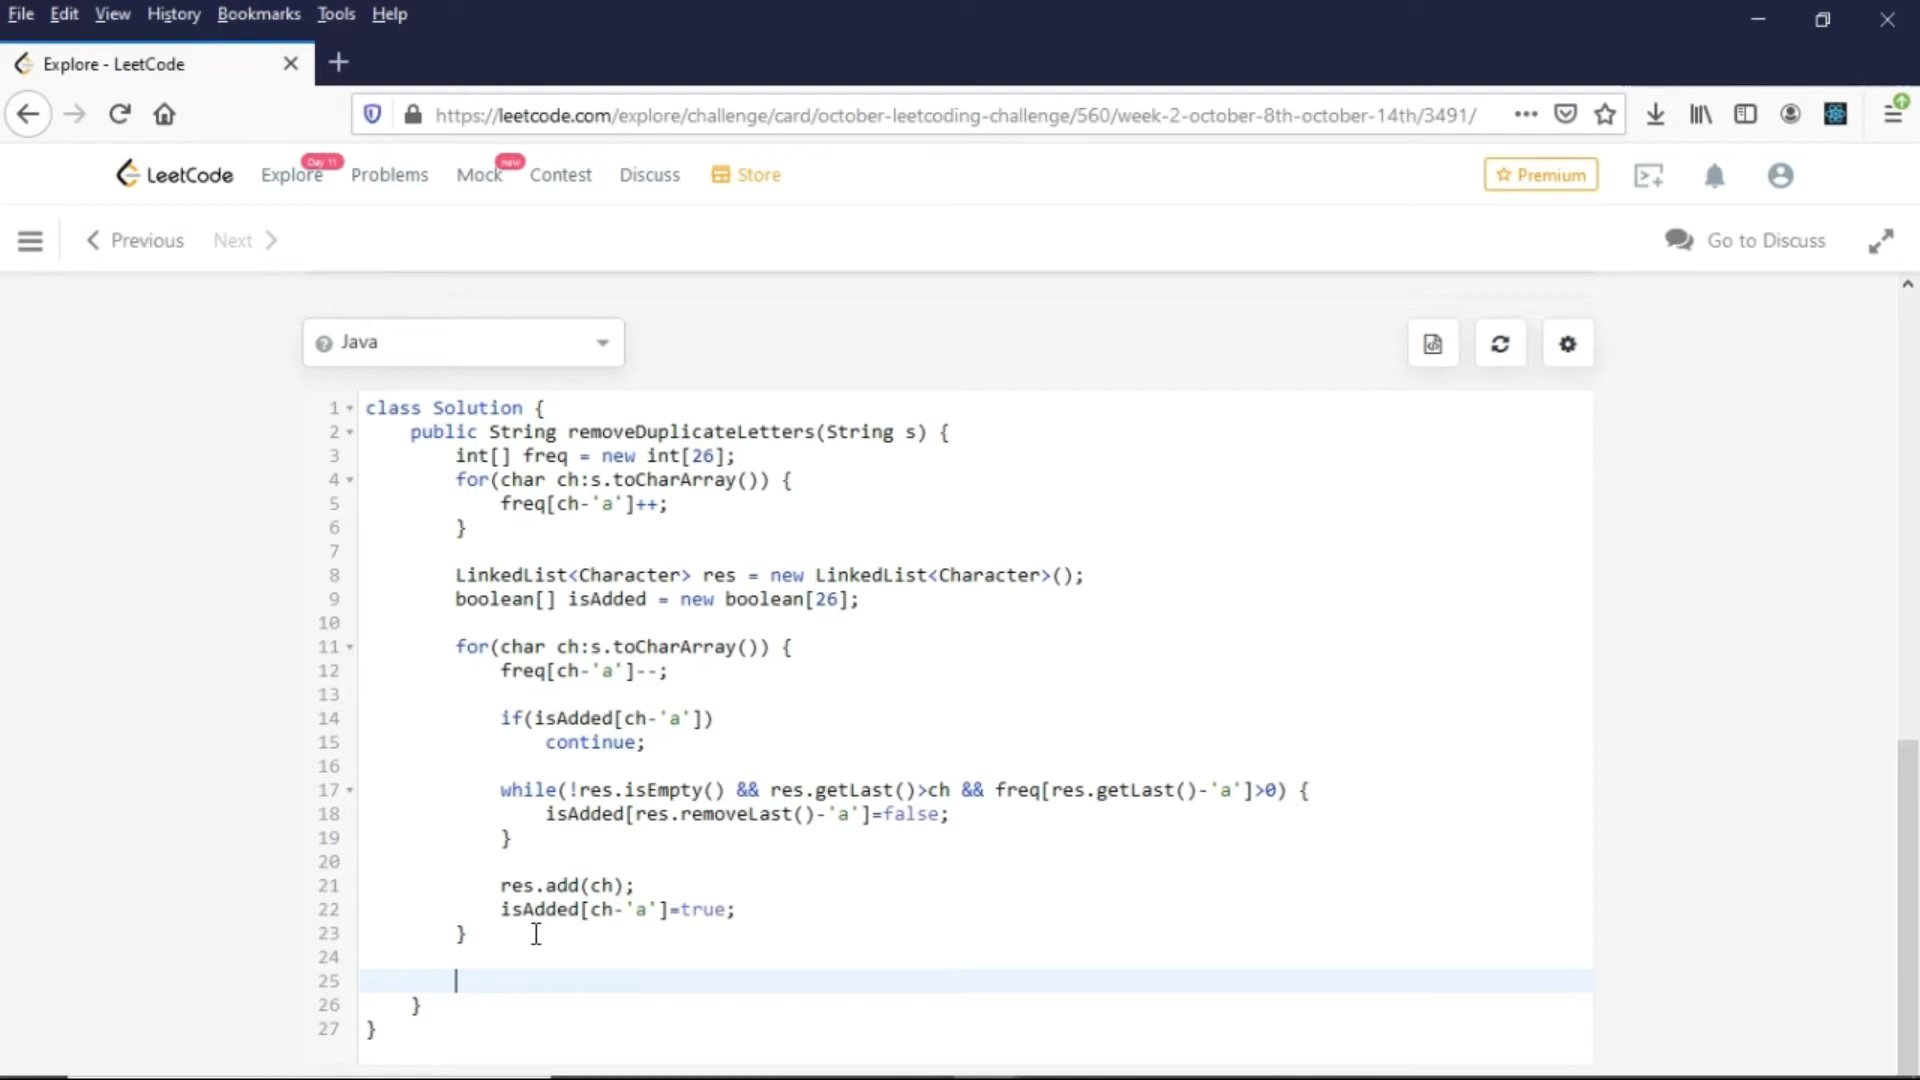 File Edit View History Bookmarks Tools Help
Explore - LeetCode
https://leetcode.com/explore/challenge/card/october-leetcoding-challenge/560/week-2-october-8th-october-14th/3491/
LeetCode Explore Day 11 Problems Mock new Contest Discuss Store Premium
Previous Next Go to Discuss
Java
1 class Solution {
2 public String removeDuplicateLetters(String s) {
3 int[] freq = new int[26];
4 for(char ch:s.toCharArray()) {
5 freq[ch-'a']++;
6 }
7
8 LinkedList<Character> res = new LinkedList<Character>();
9 boolean[] isAdded = new boolean[26];
10
11 for(char ch:s.toCharArray()) {
12 freq[ch-'a']--;
13
14 if(isAdded[ch-'a'])
15 continue;
16
17 while(!res.isEmpty() && res.getLast()>ch && freq[res.getLast()-'a']>0) {
18 isAdded[res.removeLast()-'a']=false;
19 }
20
21 res.add(ch);
22 isAdded[ch-'a']=true;
23 }
24
25
26 }
27 }